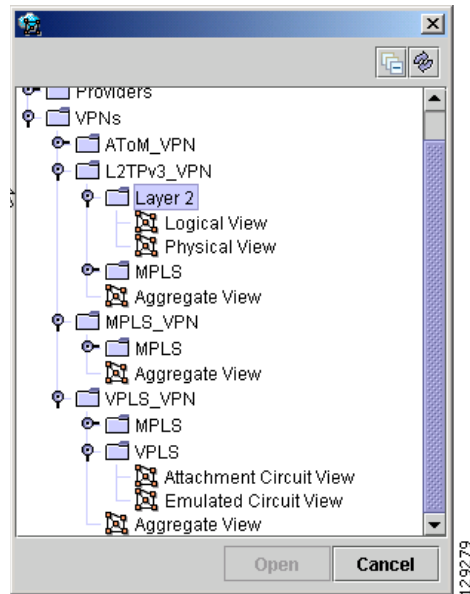 Providers
VPNs
AToM_VPN
L2TPv3_VPN
Layer 2
Logical View
Physical View
MPLS
Aggregate View
MPLS_VPN
MPLS
Aggregate View
VPLS_VPN
MPLS
VPLS
Attachment Circuit View
Emulated Circuit View
Aggregate View
Open
Cancel
129279